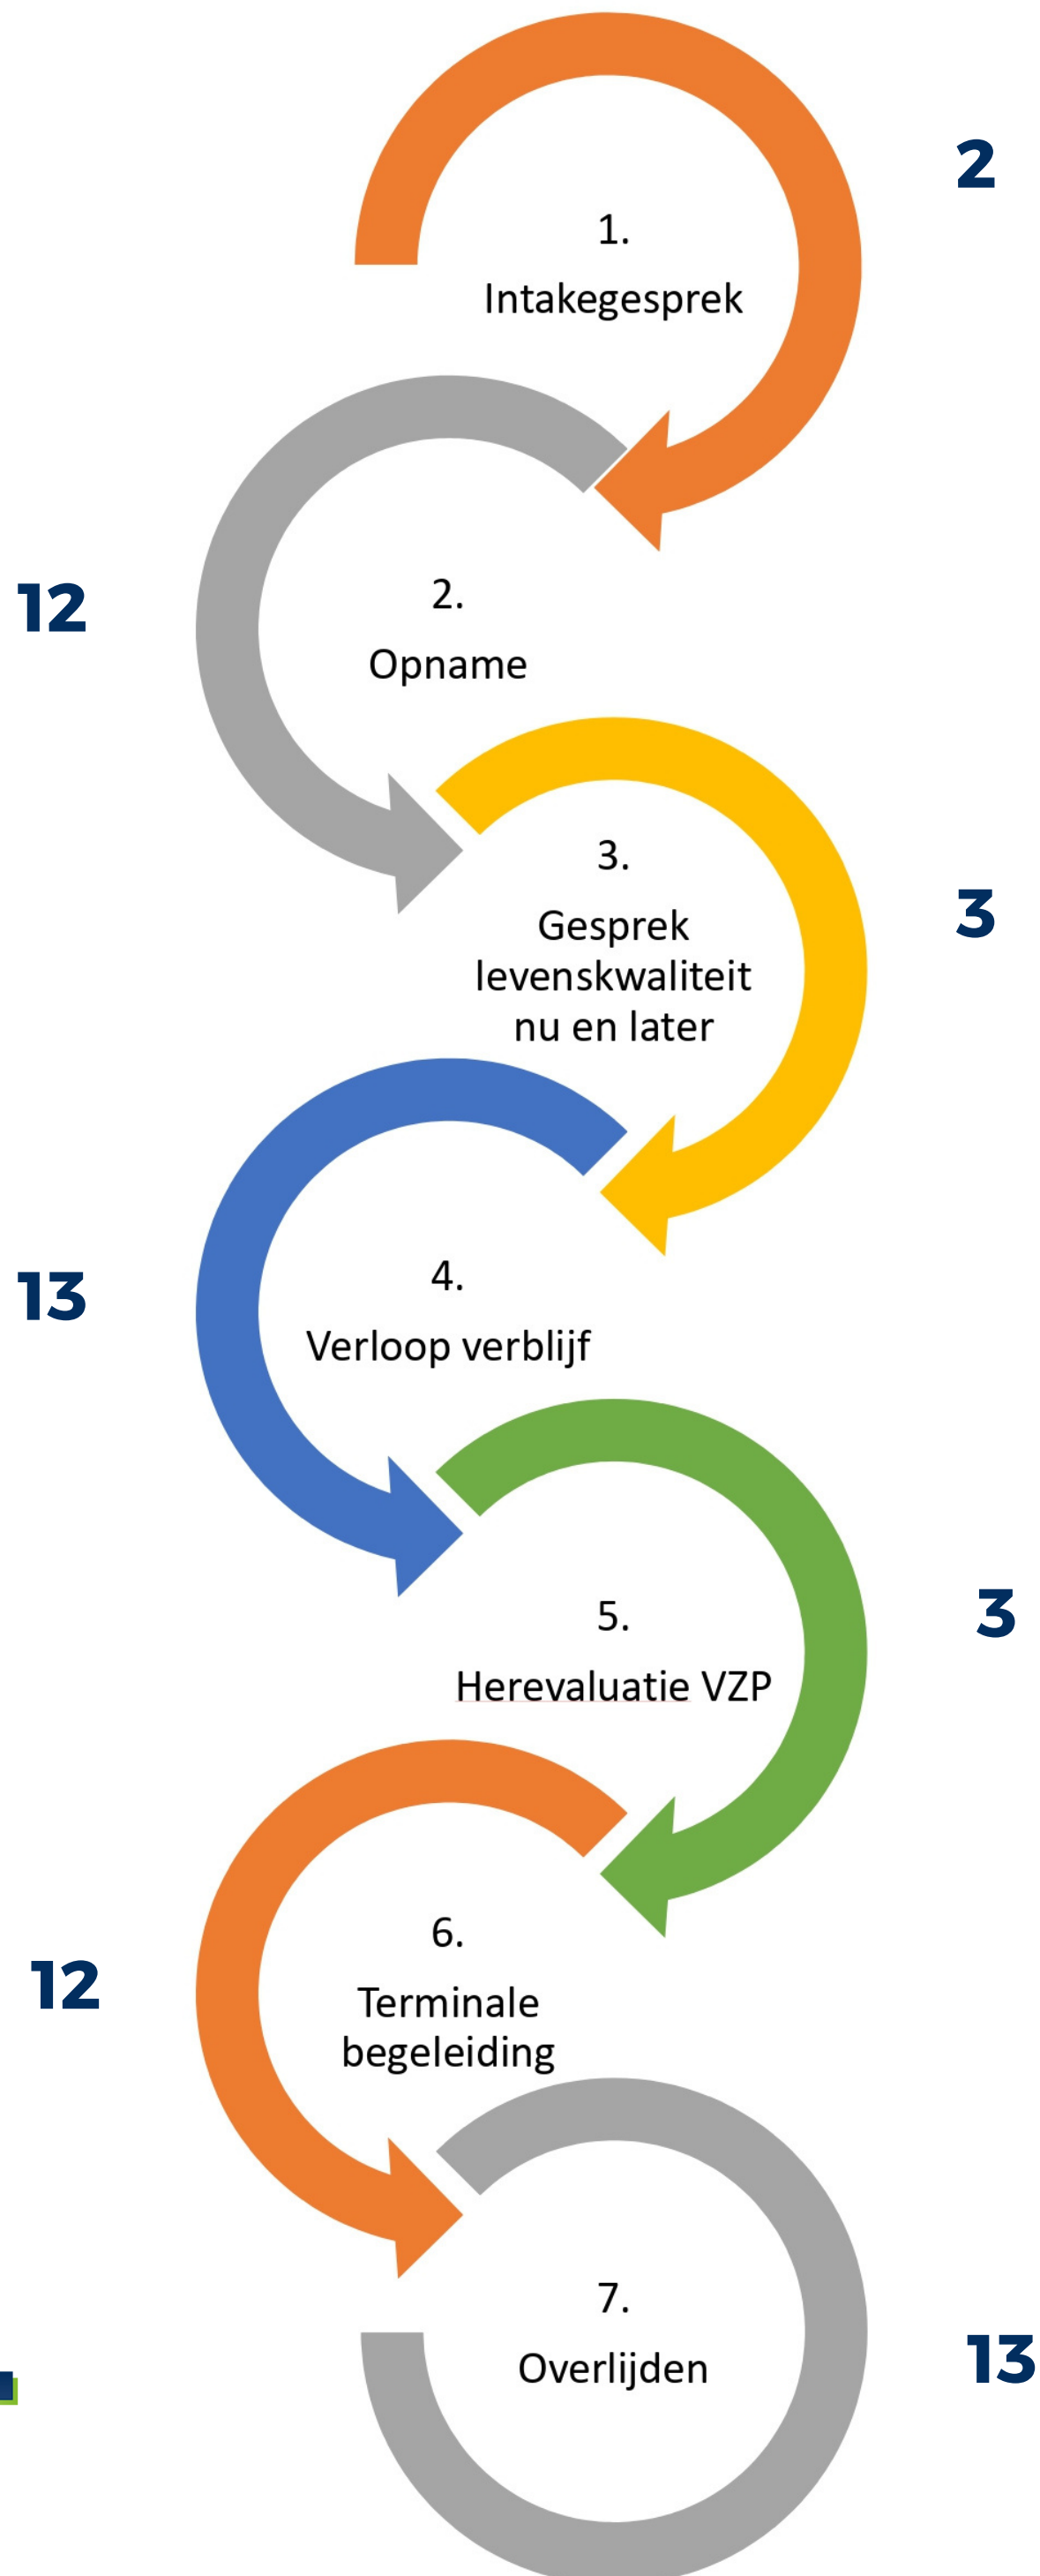 2
1.
Intakegesprek
12
2.
Opname
3.
Gesprek
levenskwaliteit
nu en later
3
13
4.
Verloop verblijf
5.
Herevaluatie VZP
3
12
6.
Terminale
begeleiding
7.
Overlijden
13